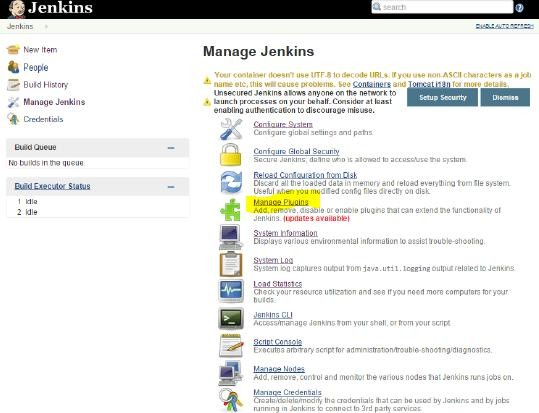 Jenkins
search
Jenkins
ENABLE AUTO REFRESH
New Item
People
Build History
Manage Jenkins
Credentials
Build Queue
No builds in the queue.
Build Executor Status
1 Idle
2 Idle
Manage Jenkins
Your container doesn't use UTF-8 to decode URLs. If you use non-ASCII characters as a job
name etc, this will cause problems. See Containers and Tomcat i18n for more details.
Unsecured Jenkins allows anyone on the network to
launch processes on your behalf. Consider at least
enabling authentication to discourage misuse.
Setup Security
Dismiss
Configure System
Configure global settings and paths.
Configure Global Security
Secure Jenkins; define who is allowed to access/use the system.
Reload Configuration from Disk
Discard all the loaded data in memory and reload everything from file system.
Useful when you modified config files directly on disk.
Manage Plugins
Add, remove, disable or enable plugins that can extend the functionality of
Jenkins. (updates available)
System Information
Displays various environmental information to assist trouble-shooting.
System Log
System log captures output from java.util.logging output related to Jenkins.
Load Statistics
Check your resource utilization and see if you need more computers for your
builds.
Jenkins CLI
Access/manage Jenkins from your shell, or from your script.
Script Console
Executes arbitrary script for administration/trouble-shooting/diagnostics.
Manage Nodes
Add, remove, control and monitor the various nodes that Jenkins runs jobs on.
Manage Credentials
Create/delete/modify the credentials that can be used by Jenkins and by jobs
running in Jenkins to connect to 3rd party services.